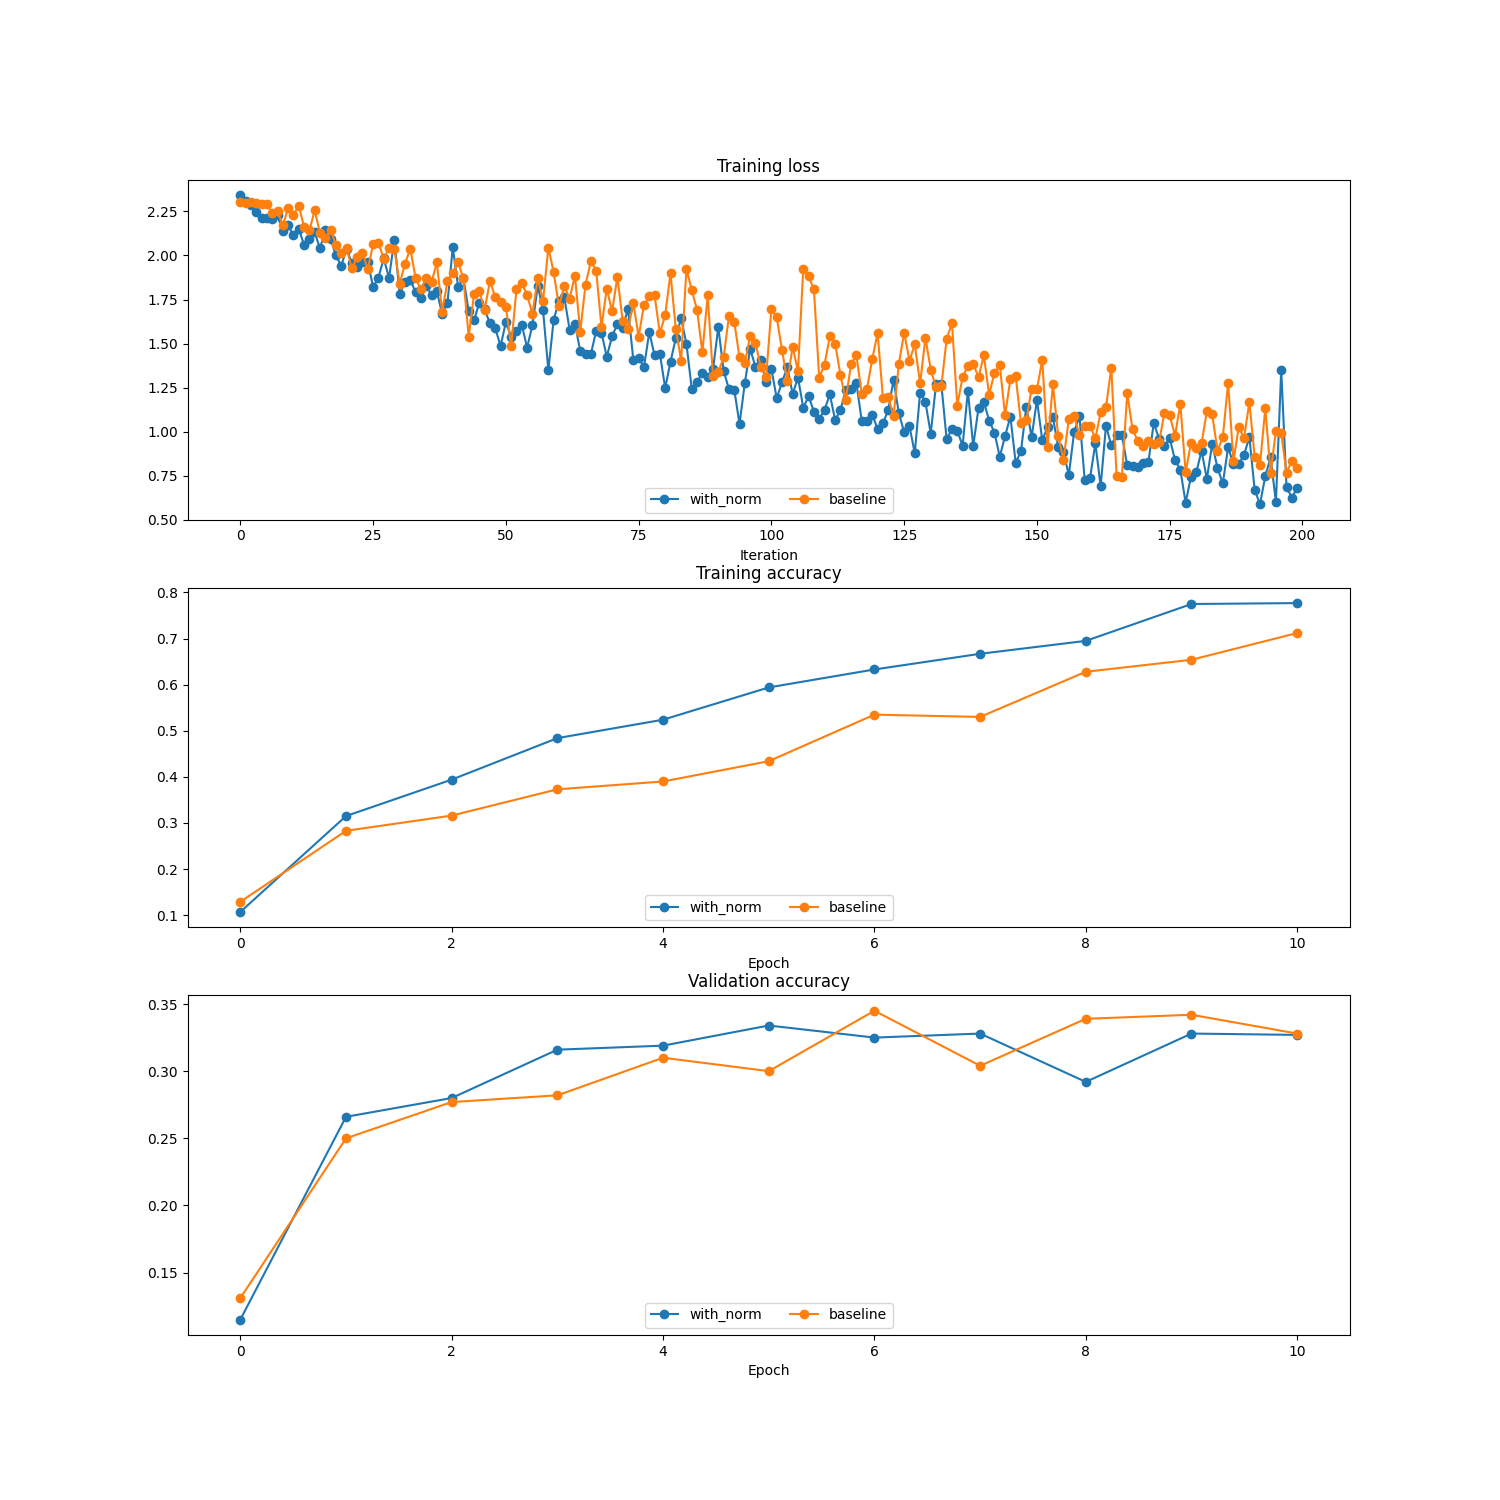 Training loss
2.25
2.00
1.75
1.50
1.25
1.00
0.75
0.50
with_norm baseline
0 25 50 75 100 125 150 175 200
Iteration
Training accuracy
0.8
0.7
0.6
0.5
0.4
0.3
0.2
0.1
with_norm baseline
0 2 4 6 8 10
Epoch
Validation accuracy
0.35
0.30
0.25
0.20
0.15
with_norm baseline
0 2 4 6 8 10
Epoch